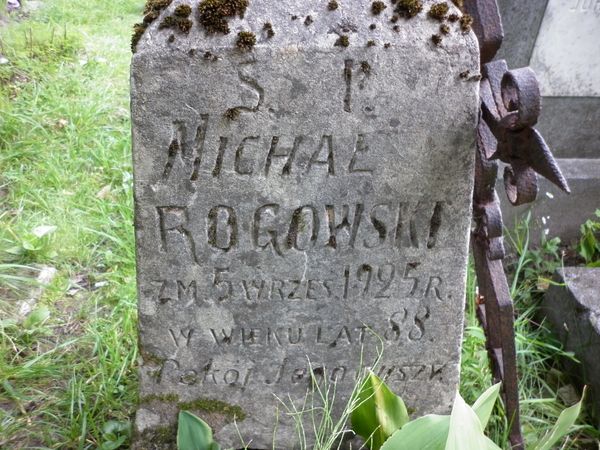 Ś. P.
MICHAŁ
ROGOWSKI
ZM. 5 WRZEŚ. 1925 R.
W WIEKU LAT 88.
Pokój Jego